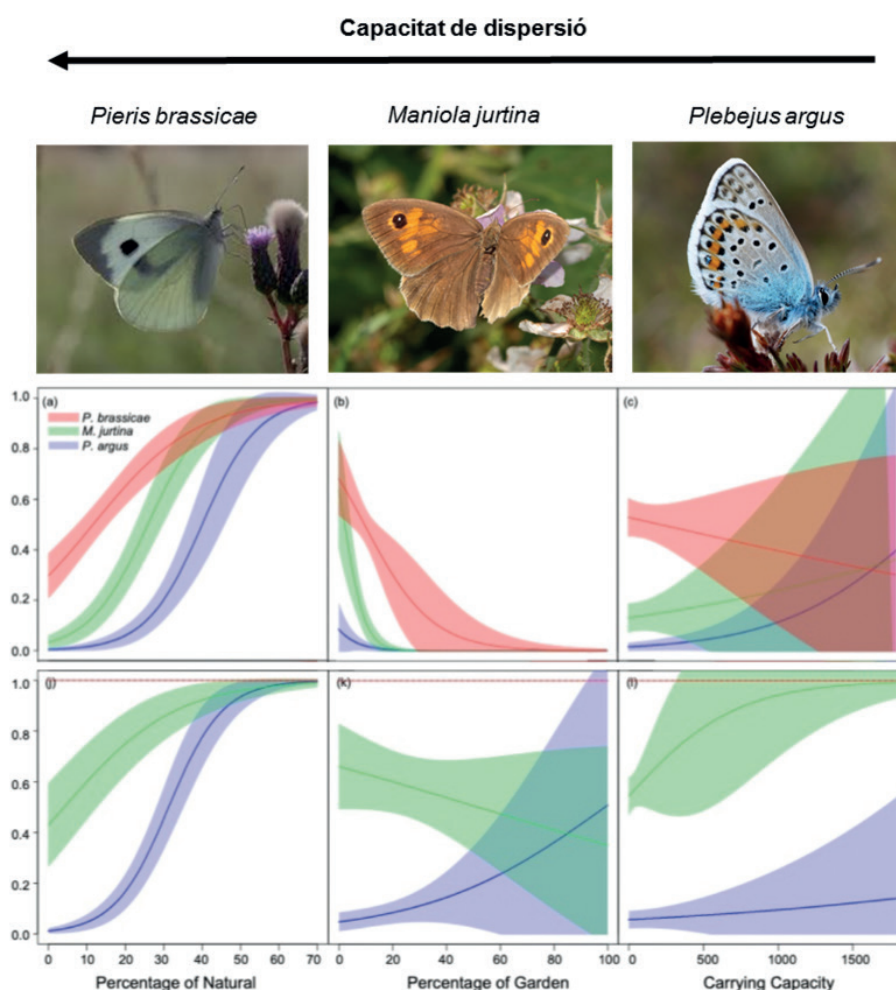 Capacitat de dispersió
Pieris brassicae Maniola jurtina Plebejus argus
(a) (b) (c)
P. brassicae
M. jurtina
P. argus
1.0
0.8
0.6
0.4
0.2
0.0
(j) (k) (l)
1.0
0.8
0.6
0.4
0.2
0.0
0 10 20 30 40 50 60 70 0 20 40 60 80 100 0 500 1000 1500
Percentage of Natural Percentage of Garden Carrying Capacity